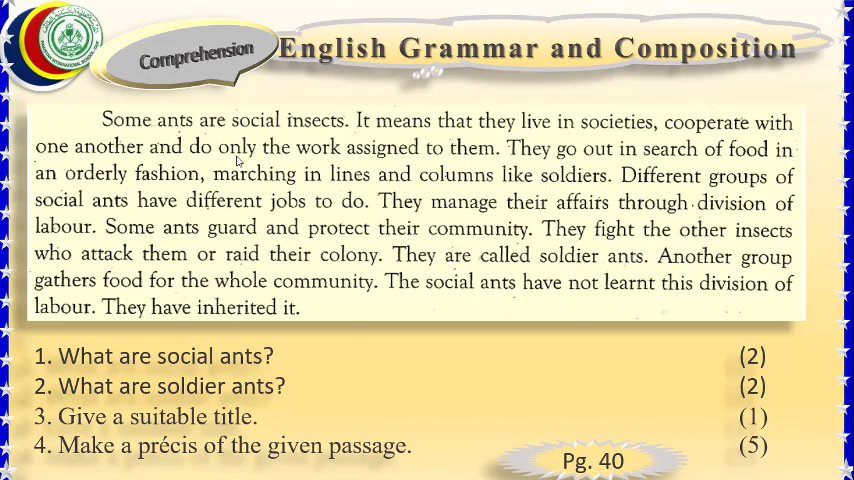 Comprehension
English Grammar and Composition
Some ants are social insects. It means that they live in societies, cooperate with
one another and do only the work assigned to them. They go out in search of food in
an orderly fashion, marching in lines and columns like soldiers. Different groups of
social ants have different jobs to do. They manage their affairs through division of
labour. Some ants guard and protect their community. They fight the other insects
who attack them or raid their colony. They are called soldier ants. Another group
gathers food for the whole community. The social ants have not learnt this division of
labour. They have inherited it.
1. What are social ants? (2)
2. What are soldier ants? (2)
3. Give a suitable title. (1)
4. Make a précis of the given passage. (5)
Pg. 40